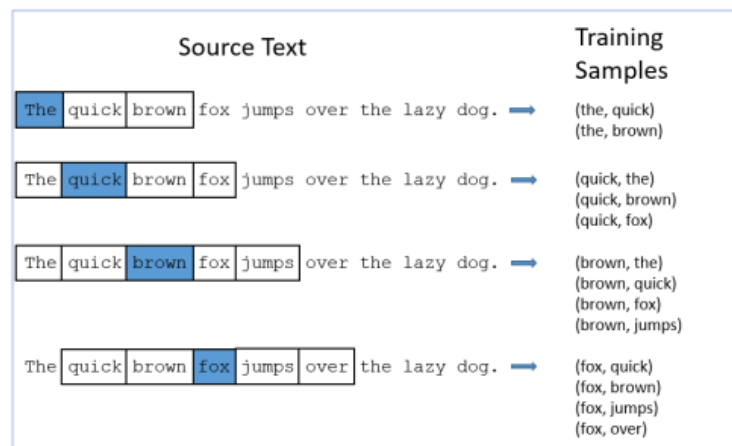 Source Text
Training
Samples
The quick brown fox jumps over the lazy dog.
(the, quick)
(the, brown)
The quick brown fox jumps over the lazy dog.
(quick, the)
(quick, brown)
(quick, fox)
The quick brown fox jumps over the lazy dog.
(brown, the)
(brown, quick)
(brown, fox)
(brown, jumps)
The quick brown fox jumps over the lazy dog.
(fox, quick)
(fox, brown)
(fox, jumps)
(fox, over)